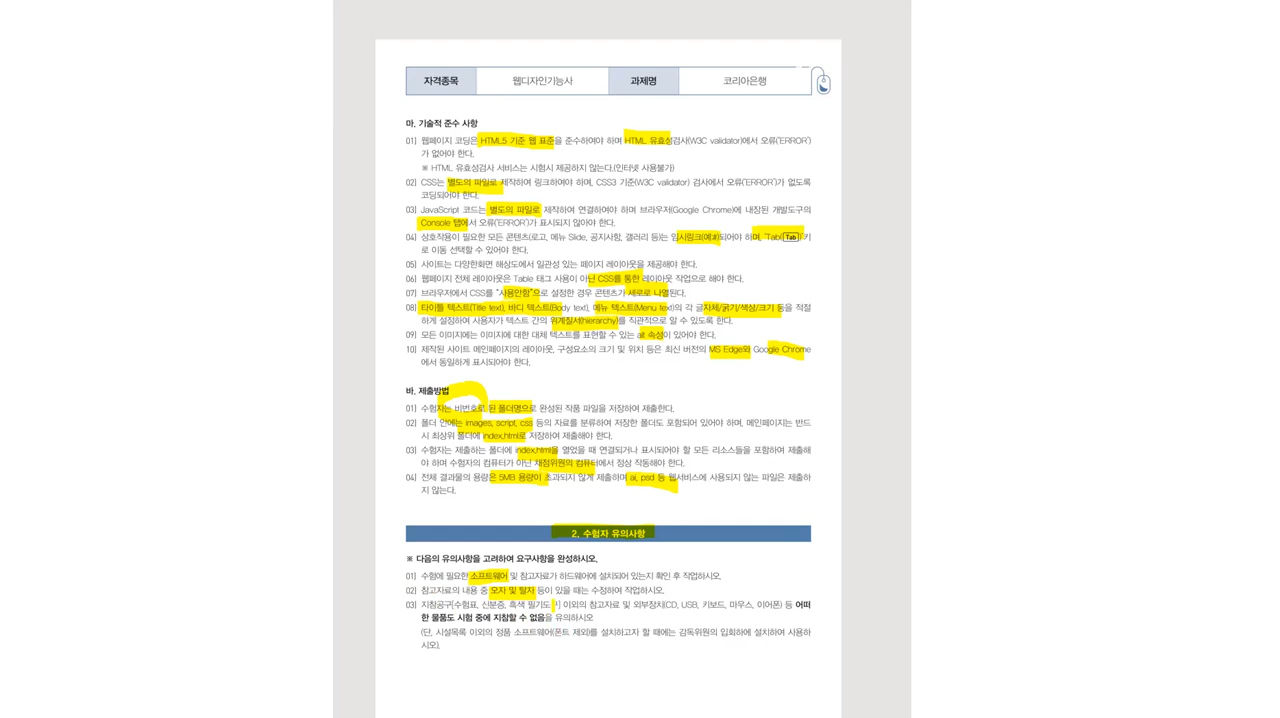 자격종목 웹디자인기능사 과제명 코리아은행
마. 기술적 준수 사항
01) 웹페이지 코딩은 HTML5 기준 웹 표준을 준수하여야 하며 HTML 유효성검사(W3C validator)에서 오류("ERROR")
가 없어야 한다.
※ HTML 유효성검사 서비스는 시험시 제공하지 않는다.(인터넷 사용불가)
02) CSS는 별도의 파일로 제작하여 링크하여야 하며, CSS3 기준(W3C validator) 검사에서 오류("ERROR")가 없도록
코딩되어야 한다.
03) JavaScript 코드는 별도의 파일로 제작하여 연결하여야 하며 브라우저(Google Chrome)에 내장된 개발도구의
Console 탭에서 오류("ERROR")가 표시되지 않아야 한다.
04) 상호작용이 필요한 모든 콘텐츠(로고, 메뉴 Slide, 공지사항, 갤러리 등)는 임시링크(예:#)되어야 하며, "Tab( Tab )"키
로 이동 선택할 수 있어야 한다.
05) 사이트는 다양한화면 해상도에서 일관성 있는 페이지 레이아웃을 제공해야 한다.
06) 웹페이지 전체 레이아웃은 Table 태그 사용이 아닌 CSS를 통한 레이아웃 작업으로 해야 한다.
07) 브라우저에서 CSS를 "사용안함"으로 설정한 경우 콘텐츠가 세로로 나열된다.
08) 타이틀 텍스트(Title text), 바디 텍스트(Body text), 메뉴 텍스트(Menu text)의 각 글자체/굵기/색상/크기 등을 적절
하게 설정하여 사용자가 텍스트 간의 위계질서(hierarchy)를 직관적으로 알 수 있도록 한다.
09) 모든 이미지에는 이미지에 대한 대체 텍스트를 표현할 수 있는 alt 속성이 있어야 한다.
10) 제작된 사이트 메인페이지의 레이아웃, 구성요소의 크기 및 위치 등은 최신 버전의 MS Edge와 Google Chrome
에서 동일하게 표시되어야 한다.
바. 제출방법
01) 수험자는 비번호로 된 폴더명으로 완성된 작품 파일을 저장하여 제출한다.
02) 폴더 안에는 images, script, css 등의 자료를 분류하여 저장한 폴더도 포함되어 있어야 하며, 메인페이지는 반드
시 최상위 폴더에 index.html로 저장하여 제출해야 한다.
03) 수험자는 제출하는 폴더에 index.html을 열었을 때 연결되거나 표시되어야 할 모든 리소스들을 포함하여 제출해
야 하며 수험자의 컴퓨터가 아닌 채점위원의 컴퓨터에서 정상 작동해야 한다.
04) 전체 결과물의 용량은 5MB 용량이 초과되지 않게 제출하며 ai, psd 등 웹서비스에 사용되지 않는 파일은 제출하
지 않는다.
2. 수험자 유의사항
※ 다음의 유의사항을 고려하여 요구사항을 완성하시오.
01) 수험에 필요한 소프트웨어 및 참고자료가 하드웨어에 설치되어 있는지 확인 후 작업하시오.
02) 참고자료의 내용 중 오자 및 탈자 등이 있을 때는 수정하여 작업하시오.
03) 지참공구[수험표, 신분증, 흑색 필기도구] 이외의 참고자료 및 외부장치(CD, USB, 키보드, 마우스, 이어폰) 등 어떠
한 물품도 시험 중에 지참할 수 없음을 유의하시오
(단, 시설목록 이외의 정품 소프트웨어(폰트 제외)를 설치하고자 할 때에는 감독위원의 입회하에 설치하여 사용하
시오).